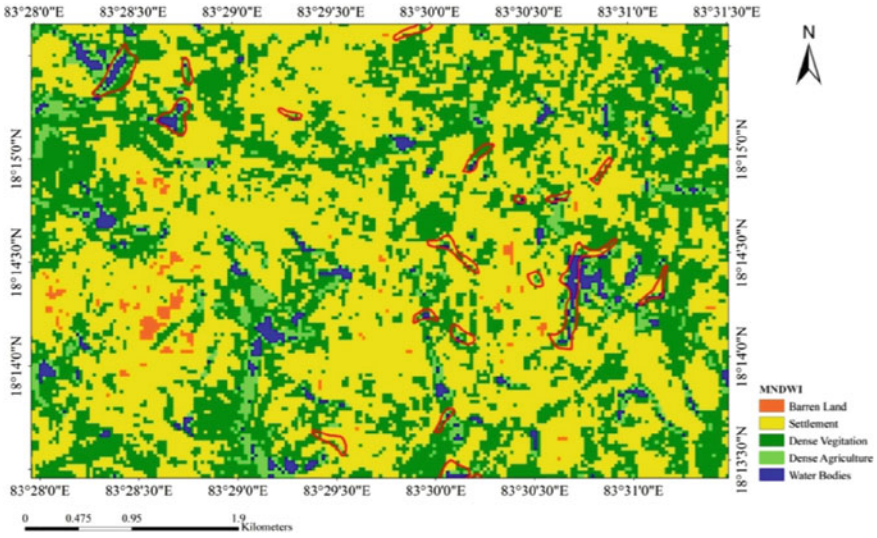 83°28'0"E 83°28'30"E 83°29'0"E 83°29'30"E 83°30'0"E 83°30'30"E 83°31'0"E 83°31'30"E
N
18°15'0"N
18°14'30"N
18°14'0"N
18°15'0"N
18°14'30"N
18°14'0"N
18°13'30"N
MNDWI
Barren Land
Settlement
Dense Vegitation
Dense Agriculture
Water Bodies
83°28'0"E 83°28'30"E 83°29'0"E 83°29'30"E 83°30'0"E 83°30'30"E 83°31'0"E
0 0.475 0.95 1.9
Kilometers